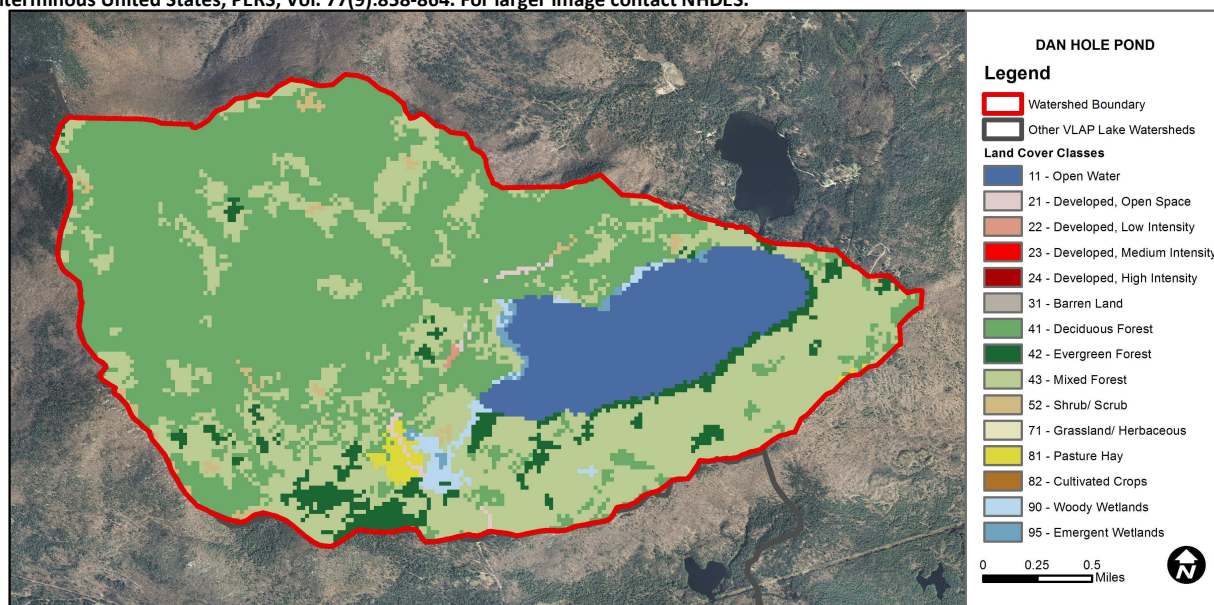 nterminous United States, PERS, Vol. 77(9):858-864. For larger image contact NHDES.
DAN HOLE POND
Legend
Watershed Boundary
Other VLAP Lake Watersheds
Land Cover Classes
11 - Open Water
21 - Developed, Open Space
22 - Developed, Low Intensity
23 - Developed, Medium Intensity
24 - Developed, High Intensity
31 - Barren Land
41 - Deciduous Forest
42 - Evergreen Forest
43 - Mixed Forest
52 - Shrub/ Scrub
71 - Grassland/ Herbaceous
81 - Pasture Hay
82 - Cultivated Crops
90 - Woody Wetlands
95 - Emergent Wetlands
0 0.25 0.5
Miles
N